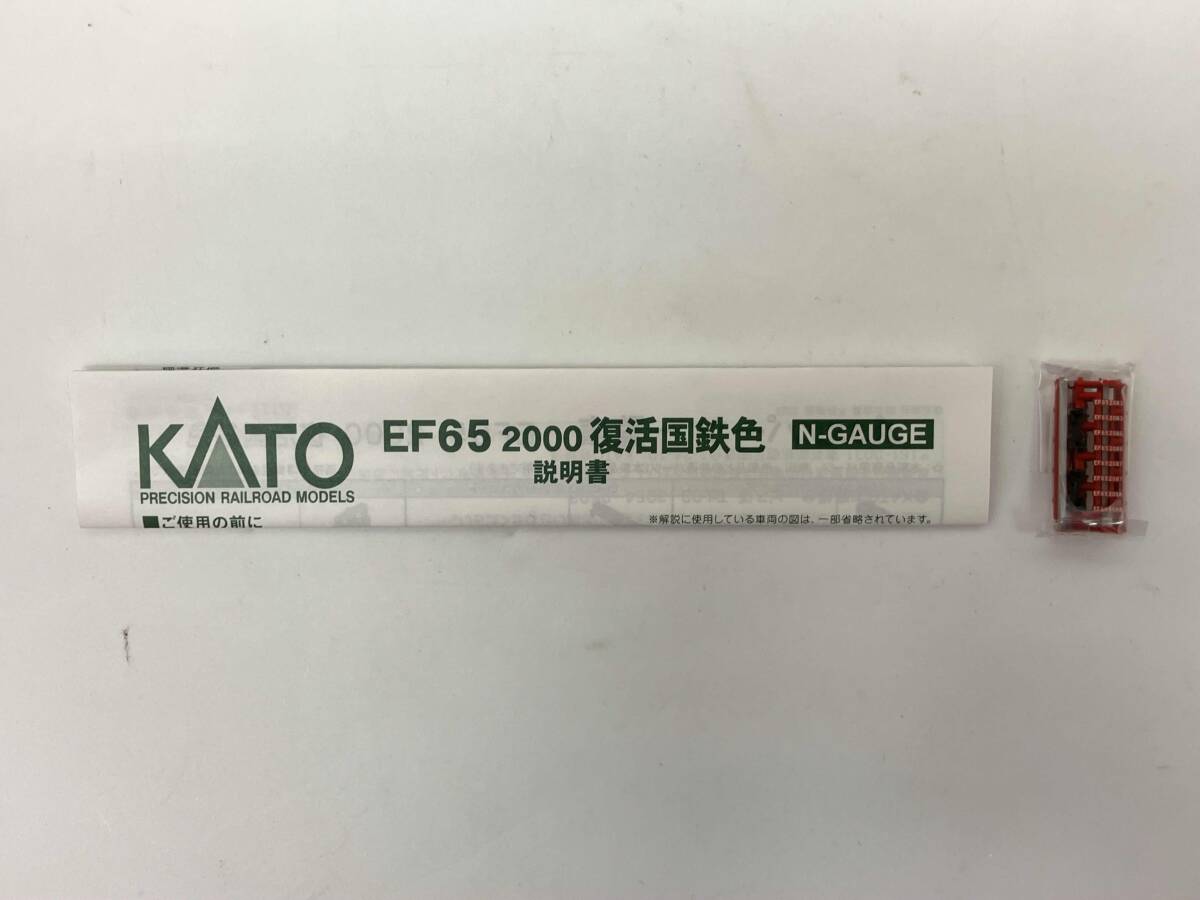 KATO
PRECISION RAILROAD MODELS
EF65 2000 復活国鉄色 N-GAUGE
説明書
■ご使用の前に
※解説に使用している車両の図は、一部省略されています。